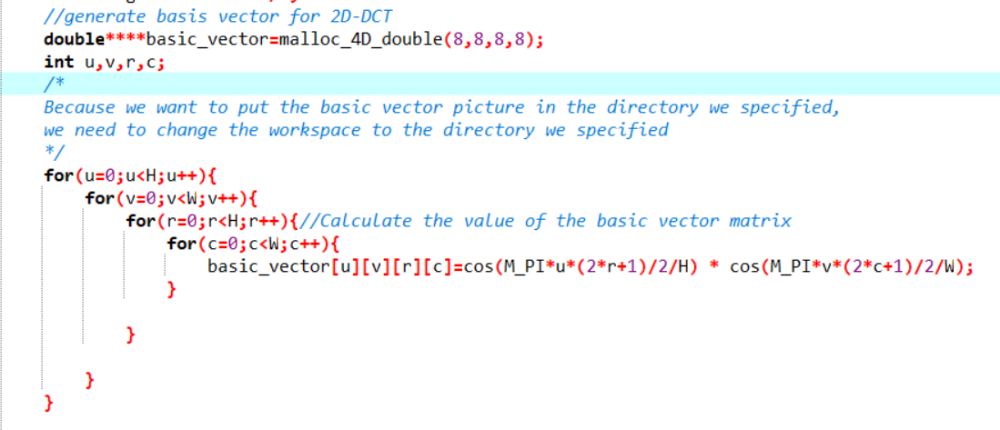 //generate basis vector for 2D-DCT
double****basic_vector=malloc_4D_double(8,8,8,8);
int u,v,r,c;
/*
Because we want to put the basic vector picture in the directory we specified,
we need to change the workspace to the directory we specified
*/
for(u=0;u<H;u++){
for(v=0;v<W;v++){
for(r=0;r<H;r++){//Calculate the value of the basic vector matrix
for(c=0;c<W;c++){
basic_vector[u][v][r][c]=cos(M_PI*u*(2*r+1)/2/H) * cos(M_PI*v*(2*c+1)/2/W);
}
}
}
}